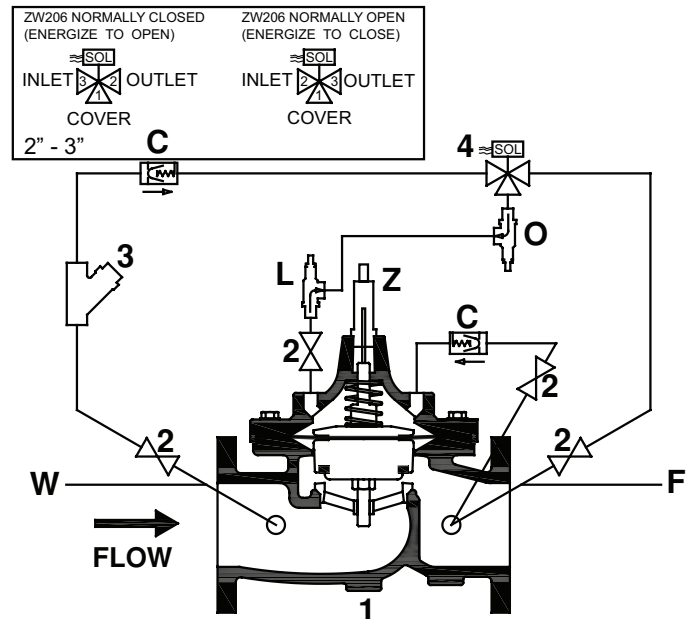 ZW206 NORMALLY CLOSED
(ENERGIZE TO OPEN)
SOL
INLET 3 2 OUTLET
1
COVER
2” - 3”
ZW206 NORMALLY OPEN
(ENERGIZE TO CLOSE)
SOL
INLET 2 3 OUTLET
1
COVER
C
4 SOL
3
L
Z
O
C
2
2
2
2
W
F
FLOW
1